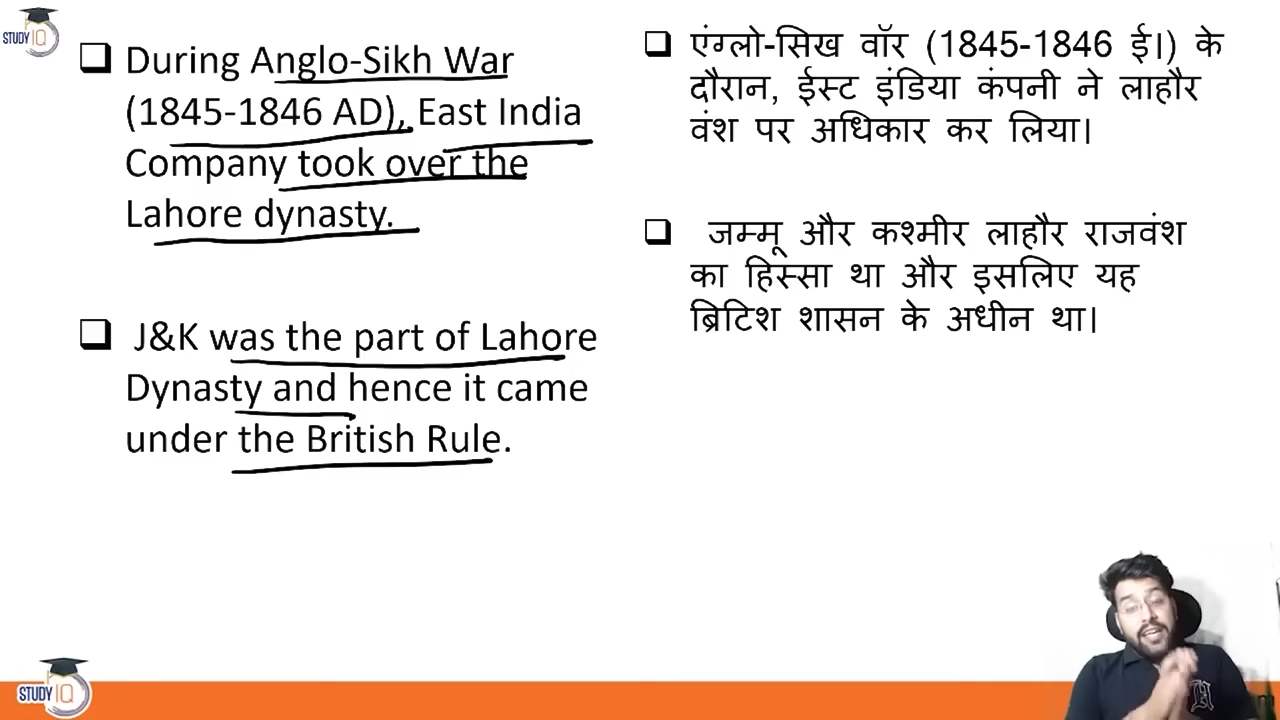 STUDY IQ
During Anglo-Sikh War
(1845-1846 AD), East India
Company took over the
Lahore dynasty.
J&K was the part of Lahore
Dynasty and hence it came
under the British Rule.
एंग्लो-सिख वॉर (1845-1846 ई।) के
दौरान, ईस्ट इंडिया कंपनी ने लाहौर
वंश पर अधिकार कर लिया।
जम्मू और कश्मीर लाहौर राजवंश
का हिस्सा था और इसलिए यह
ब्रिटिश शासन के अधीन था।
STUDY IQ